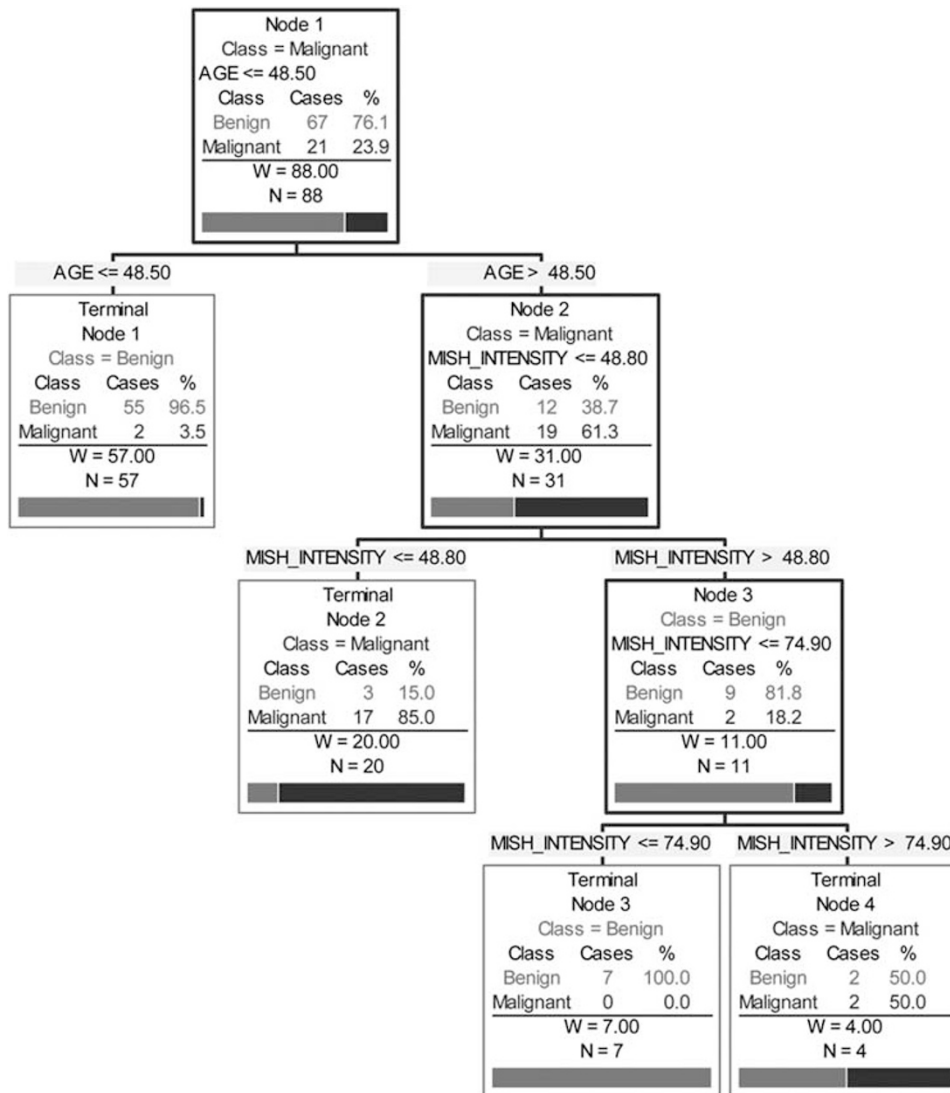 Node 1
Class = Malignant
AGE <= 48.50
Class Cases %
Benign 67 76.1
Malignant 21 23.9
W = 88.00
N = 88
AGE <= 48.50
AGE > 48.50
Terminal
Node 1
Class = Benign
Class Cases %
Benign 55 96.5
Malignant 2 3.5
W = 57.00
N = 57
Node 2
Class = Malignant
MISH_INTENSITY <= 48.80
Class Cases %
Benign 12 38.7
Malignant 19 61.3
W = 31.00
N = 31
MISH_INTENSITY <= 48.80
MISH_INTENSITY > 48.80
Terminal
Node 2
Class = Malignant
Class Cases %
Benign 3 15.0
Malignant 17 85.0
W = 20.00
N = 20
Node 3
Class = Benign
MISH_INTENSITY <= 74.90
Class Cases %
Benign 9 81.8
Malignant 2 18.2
W = 11.00
N = 11
MISH_INTENSITY <= 74.90
MISH_INTENSITY > 74.90
Terminal
Node 3
Class = Benign
Class Cases %
Benign 7 100.0
Malignant 0 0.0
W = 7.00
N = 7
Terminal
Node 4
Class = Malignant
Class Cases %
Benign 2 50.0
Malignant 2 50.0
W = 4.00
N = 4